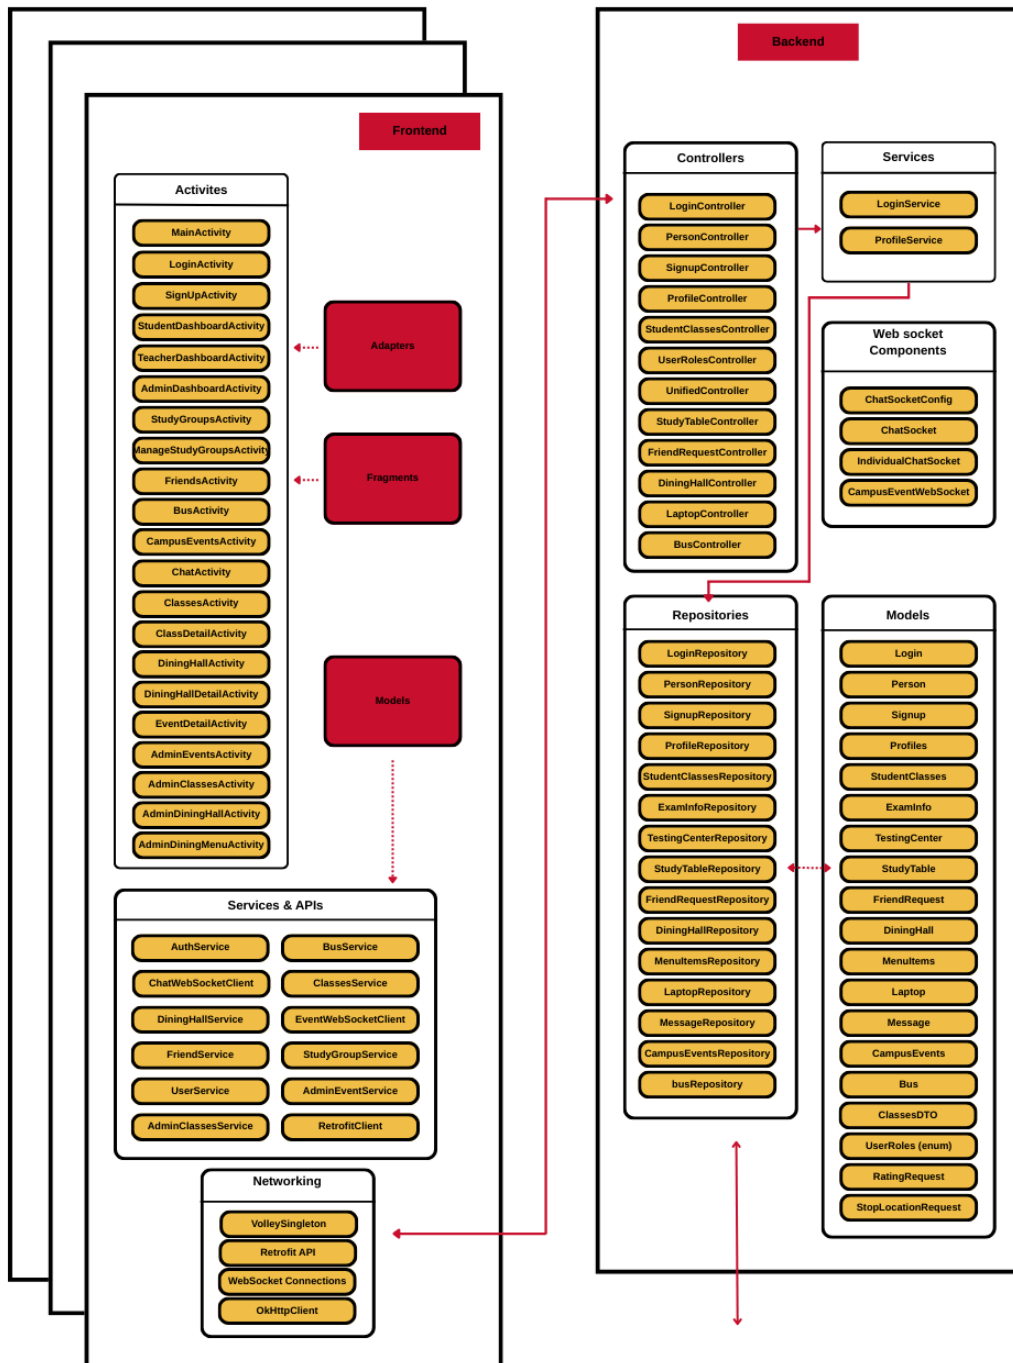 Frontend
Activites
MainActivity
LoginActivity
SignUpActivity
StudentDashboardActivity
TeacherDashboardActivity
AdminDashboardActivity
StudyGroupsActivity
ManageStudyGroupsActivity
FriendsActivity
BusActivity
CampusEventsActivity
ChatActivity
ClassesActivity
ClassDetailActivity
DiningHallActivity
DiningHallDetailActivity
EventDetailActivity
AdminEventsActivity
AdminClassesActivity
AdminDiningHallActivity
AdminDiningMenuActivity
Adapters
Fragments
Models
Services & APIs
AuthService
BusService
ChatWebSocketClient
ClassesService
DiningHallService
EventWebSocketClient
FriendService
StudyGroupService
UserService
AdminEventService
AdminClassesService
RetrofitClient
Networking
VolleySingleton
Retrofit API
WebSocket Connections
OkHttpClient
Backend
Controllers
LoginController
PersonController
SignupController
ProfileController
StudentClassesController
UserRolesController
UnifiedController
StudyTableController
FriendRequestController
DiningHallController
LaptopController
BusController
Services
LoginService
ProfileService
Web socket
Components
ChatSocketConfig
ChatSocket
IndividualChatSocket
CampusEventWebSocket
Repositories
LoginRepository
PersonRepository
SignupRepository
ProfileRepository
StudentClassesRepository
ExamInfoRepository
TestingCenterRepository
StudyTableRepository
FriendRequestRepository
DiningHallRepository
MenuItemsRepository
LaptopRepository
MessageRepository
CampusEventsRepository
busRepository
Models
Login
Person
Signup
Profiles
StudentClasses
ExamInfo
TestingCenter
StudyTable
FriendRequest
DiningHall
MenuItems
Laptop
Message
CampusEvents
Bus
ClassesDTO
UserRoles (enum)
RatingRequest
StopLocationRequest